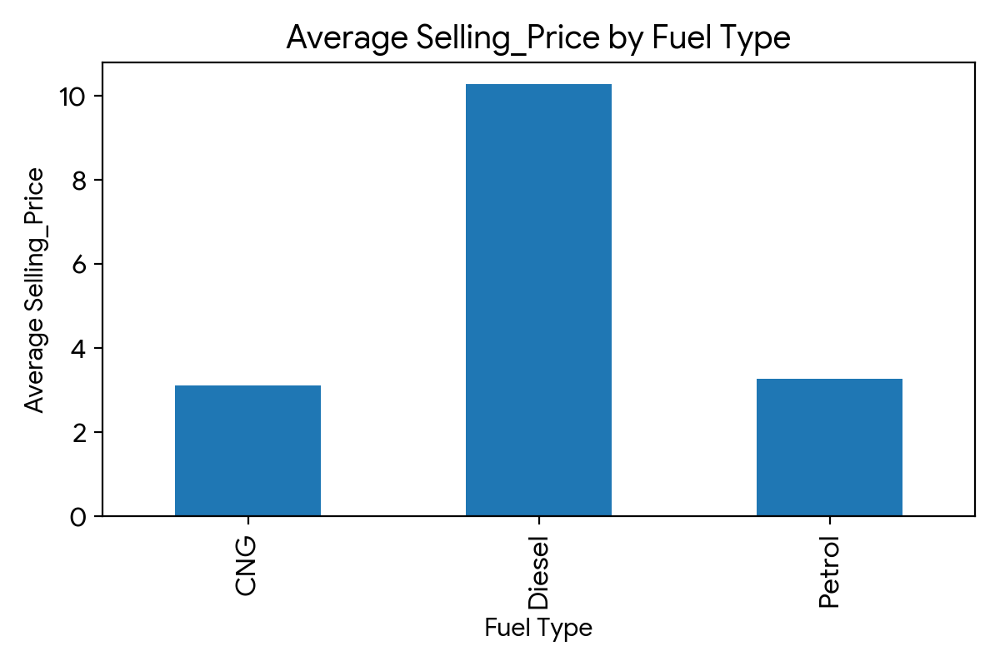 Average Selling_Price by Fuel Type
Average Selling_Price
10
8
6
4
2
0
CNG
Diesel
Petrol
Fuel Type